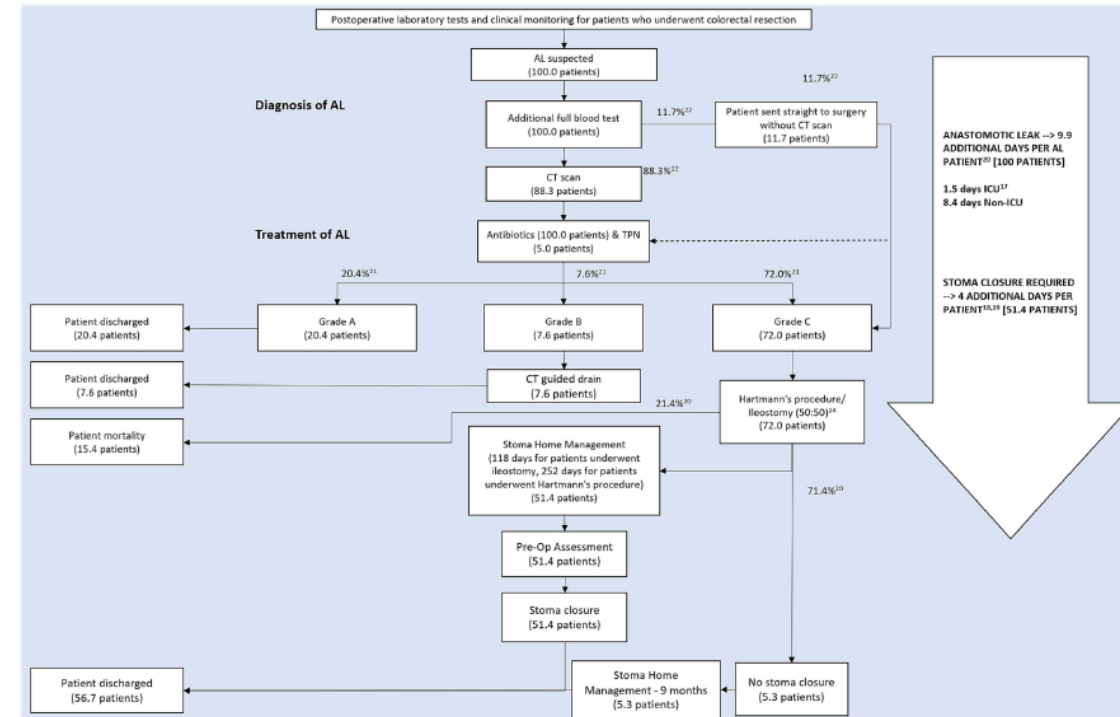 Postoperative laboratory tests and clinical monitoring for patients who underwent colorectal resection
AL suspected
(100.0 patients)
Diagnosis of AL
Additional full blood test
(100.0 patients)
11.7%²²
11.7%²²
Patient sent straight to surgery
without CT scan
(11.7 patients)
CT scan
(88.3 patients)
88.3%²²
Treatment of AL
Antibiotics (100.0 patients) & TPN
(5.0 patients)
20.4%²¹
7.6%²¹
72.0%²¹
Patient discharged
(20.4 patients)
Grade A
(20.4 patients)
Grade B
(7.6 patients)
Grade C
(72.0 patients)
Patient discharged
(7.6 patients)
CT guided drain
(7.6 patients)
21.4%²⁰
Hartmann's procedure/
Ileostomy (50:50)²⁴
(72.0 patients)
Patient mortality
(15.4 patients)
Stoma Home Management
(118 days for patients underwent
ileostomy, 252 days for patients
underwent Hartmann's procedure)
(51.4 patients)
71.4%²⁰
Pre-Op Assessment
(51.4 patients)
Stoma closure
(51.4 patients)
Patient discharged
(56.7 patients)
Stoma Home
Management - 9 months
(5.3 patients)
No stoma closure
(5.3 patients)
ANASTOMOTIC LEAK --> 9.9
ADDITIONAL DAYS PER AL
PATIENT²⁰ [100 PATIENTS]
1.5 days ICU¹⁷
8.4 days Non-ICU
STOMA CLOSURE REQUIRED
--> 4 ADDITIONAL DAYS PER
PATIENT¹⁸,¹⁹ [51.4 PATIENTS]